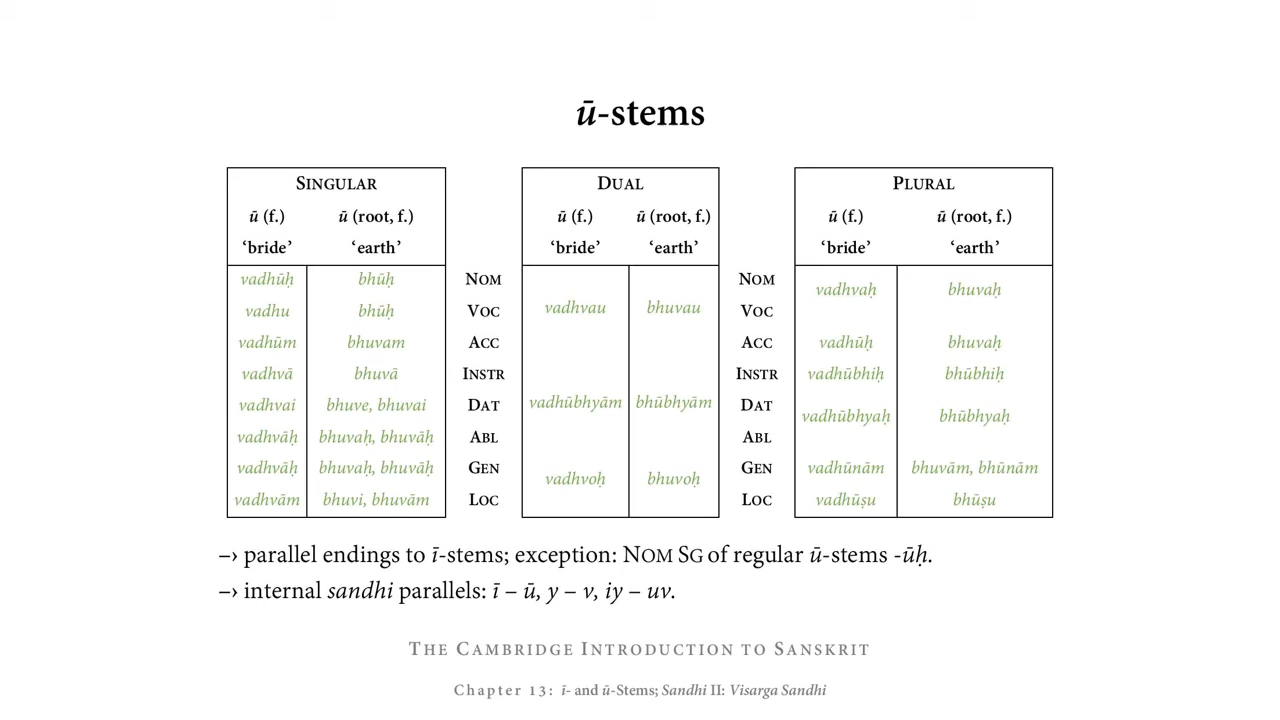 ū-stems
SINGULAR DUAL PLURAL
ū (f.) ū (root, f.) ū (f.) ū (root, f.) ū (f.) ū (root, f.)
‘bride’ ‘earth’ ‘bride’ ‘earth’ ‘bride’ ‘earth’
vadhūḥ bhūḥ NOM NOM
vadhvaḥ bhuvaḥ
vadhu bhūḥ VOC vadhvau bhuvau VOC
vadhūm bhuvam ACC ACC vadhūḥ bhuvaḥ
vadhvā bhuvā INSTR INSTR vadhūbhiḥ bhūbhiḥ
vadhvai bhuve, bhuvai DAT vadhūbhyām bhūbhyām DAT
vadhūbhyaḥ bhūbhyaḥ
vadhvāḥ bhuvaḥ, bhuvāḥ ABL ABL
vadhvāḥ bhuvaḥ, bhuvāḥ GEN GEN vadhūnām bhuvām, bhūnām
vadhvoḥ bhuvoḥ
vadhvām bhuvi, bhuvām LOC LOC vadhūṣu bhūṣu
–› parallel endings to ī-stems; exception: NOM SG of regular ū-stems -ūḥ.
–› internal sandhi parallels: ī – ū, y – v, iy – uv.
THE CAMBRIDGE INTRODUCTION TO SANSKRIT
Chapter 13: ī- and ū-Stems; Sandhi II: Visarga Sandhi